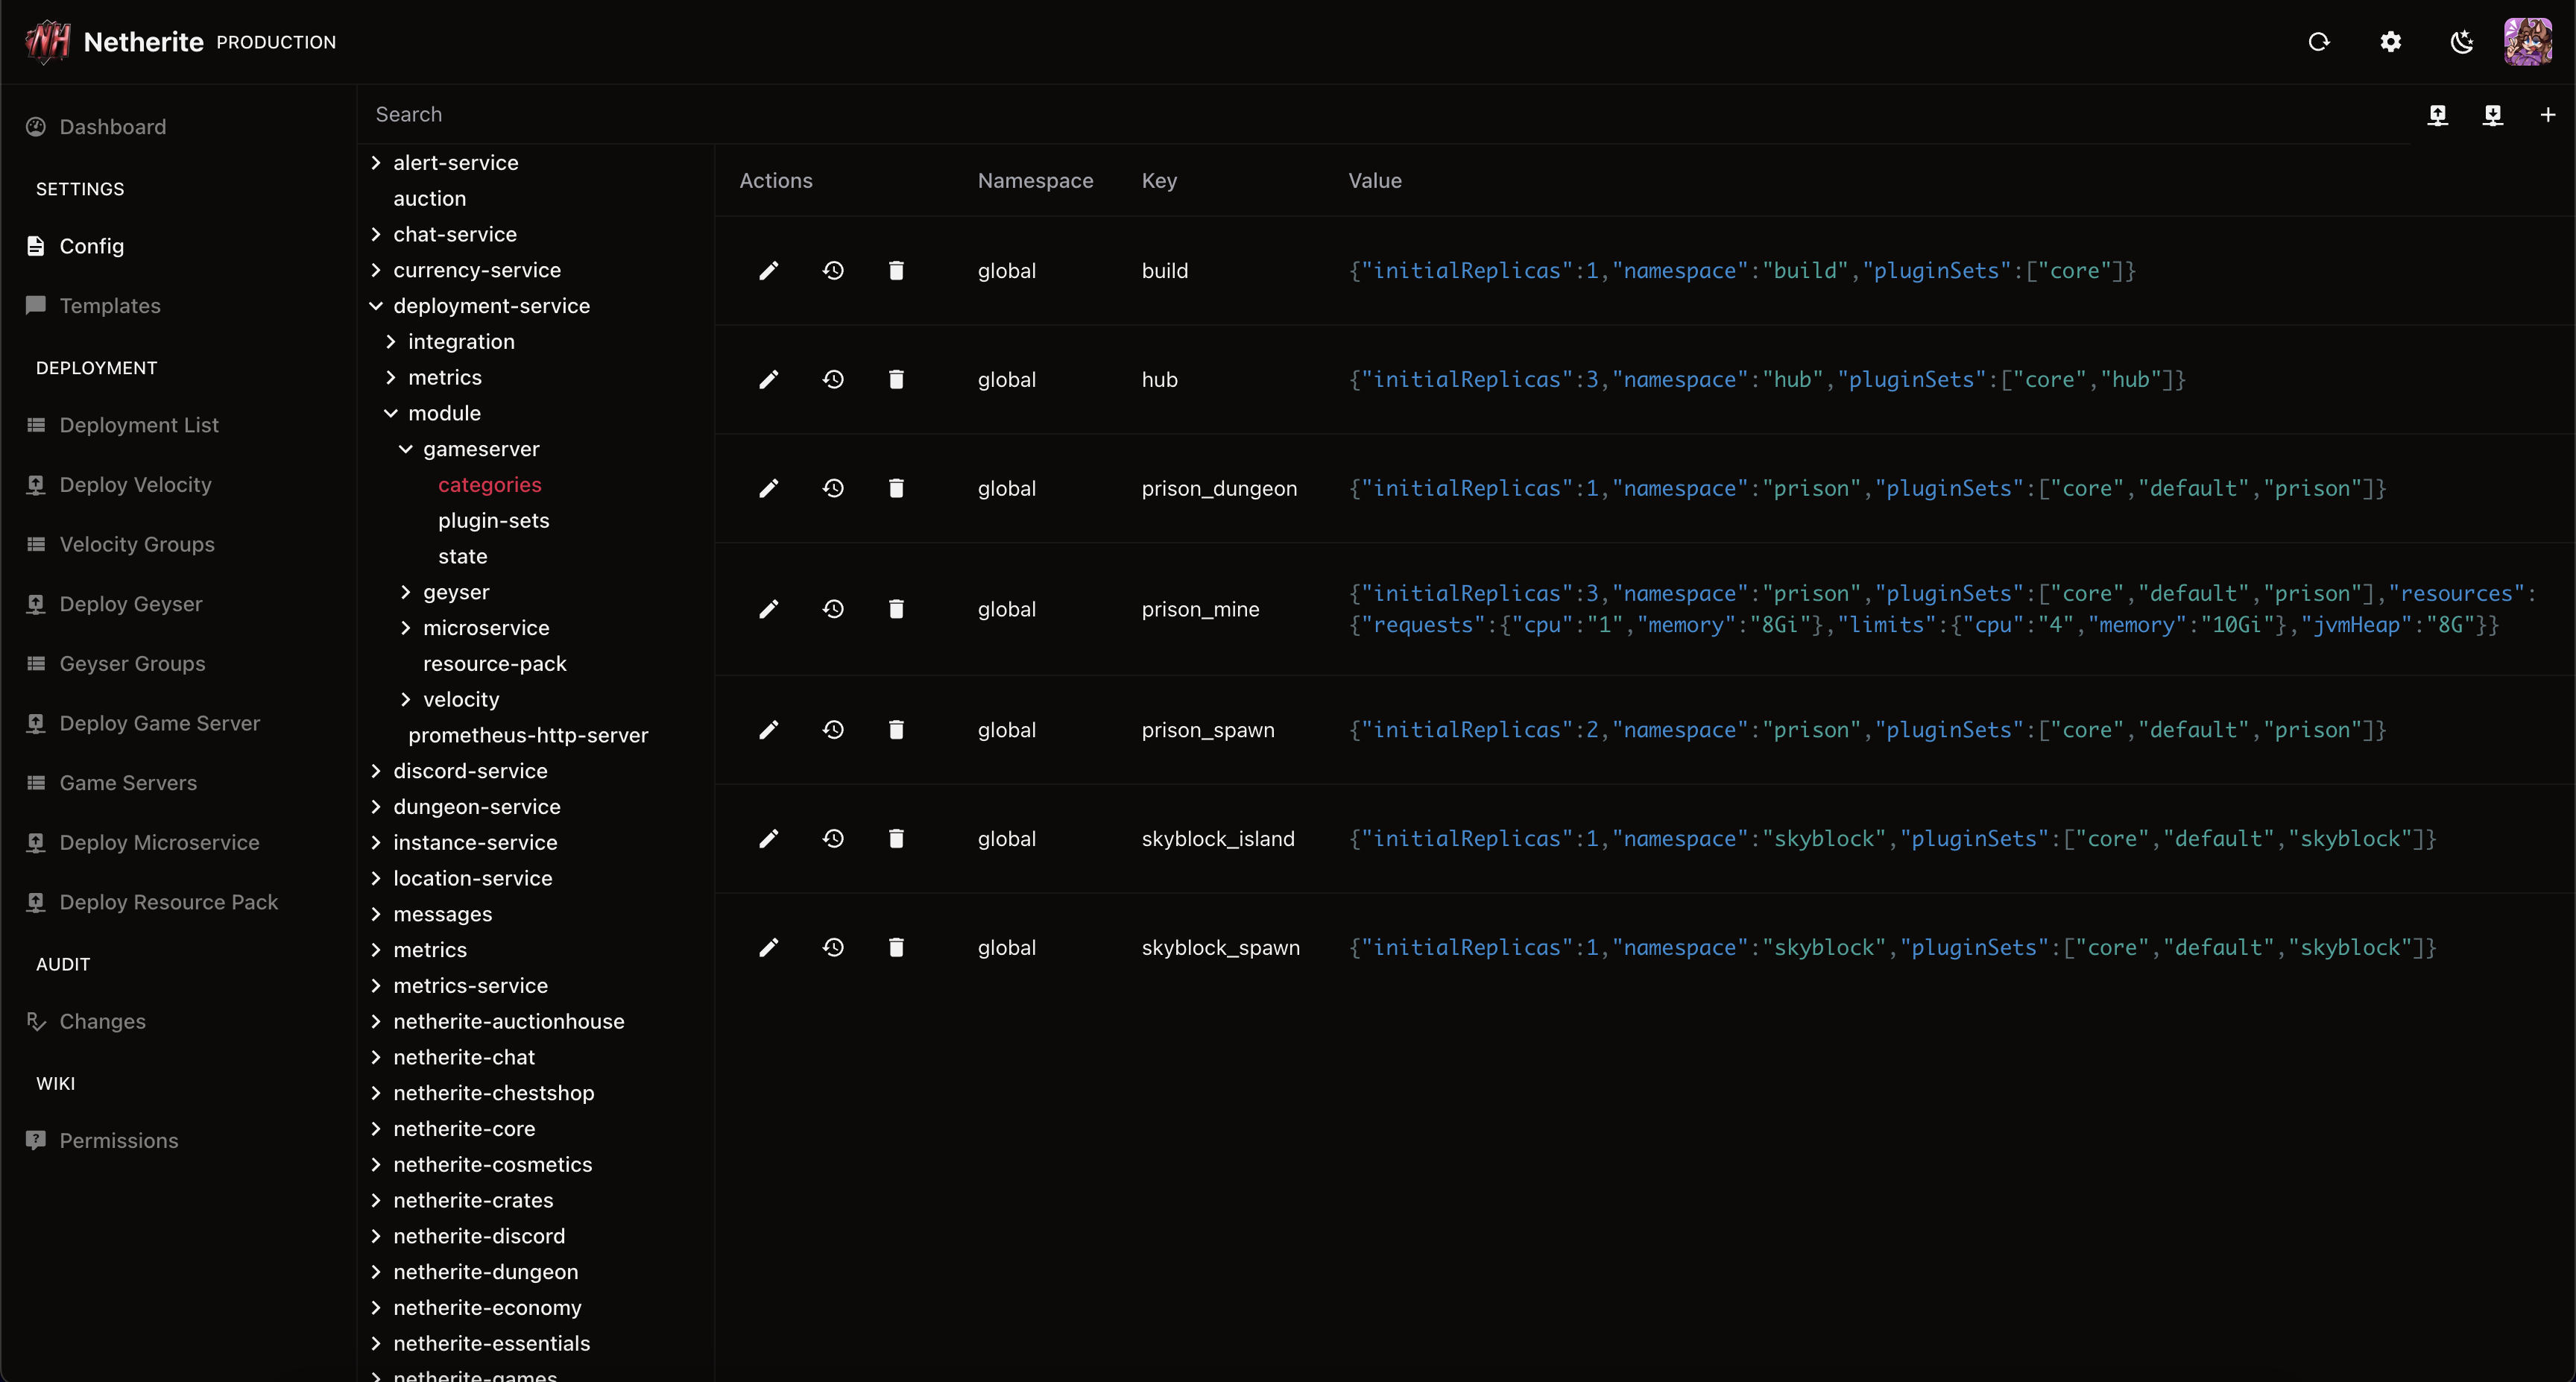 NH Netherite PRODUCTION
Search
Dashboard
SETTINGS
Config
Templates
DEPLOYMENT
Deployment List
Deploy Velocity
Velocity Groups
Deploy Geyser
Geyser Groups
Deploy Game Server
Game Servers
Deploy Microservice
Deploy Resource Pack
AUDIT
Changes
WIKI
Permissions
alert-service
auction
chat-service
currency-service
deployment-service
integration
metrics
module
gameserver
categories
plugin-sets
state
geyser
microservice
resource-pack
velocity
prometheus-http-server
discord-service
dungeon-service
instance-service
location-service
messages
metrics
metrics-service
netherite-auctionhouse
netherite-chat
netherite-chestshop
netherite-core
netherite-cosmetics
netherite-crates
netherite-discord
netherite-dungeon
netherite-economy
netherite-essentials
netherite-games
Actions Namespace Key Value
global build {"initialReplicas":1,"namespace":"build","pluginSets":["core"]}
global hub {"initialReplicas":3,"namespace":"hub","pluginSets":["core","hub"]}
global prison_dungeon {"initialReplicas":1,"namespace":"prison","pluginSets":["core","default","prison"]}
global prison_mine {"initialReplicas":3,"namespace":"prison","pluginSets":["core","default","prison"],"resources":
{"requests":{"cpu":"1","memory":"8Gi"},"limits":{"cpu":"4","memory":"10Gi"},"jvmHeap":"8G"}}
global prison_spawn {"initialReplicas":2,"namespace":"prison","pluginSets":["core","default","prison"]}
global skyblock_island {"initialReplicas":1,"namespace":"skyblock","pluginSets":["core","default","skyblock"]}
global skyblock_spawn {"initialReplicas":1,"namespace":"skyblock","pluginSets":["core","default","skyblock"]}